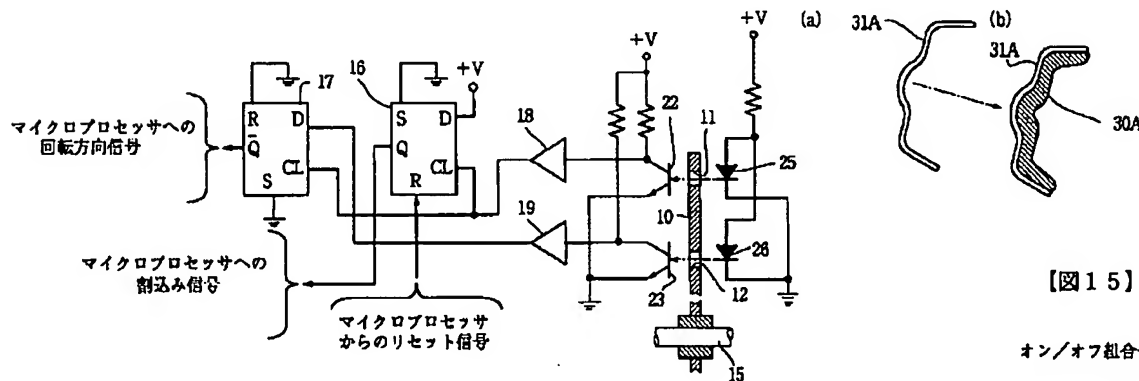 +V
(a)
(b)
+V
31A
31A
30A
17
16
+V
R
D
Q̅
CL
S
S
D
Q
CL
R
18
19
22
11
25
10
23
12
26
15
マイクロプロセッサへの
回転方向信号
マイクロプロセッサへの
割込み信号
マイクロプロセッサ
からのリセット信号
【図15】
オン/オフ組合